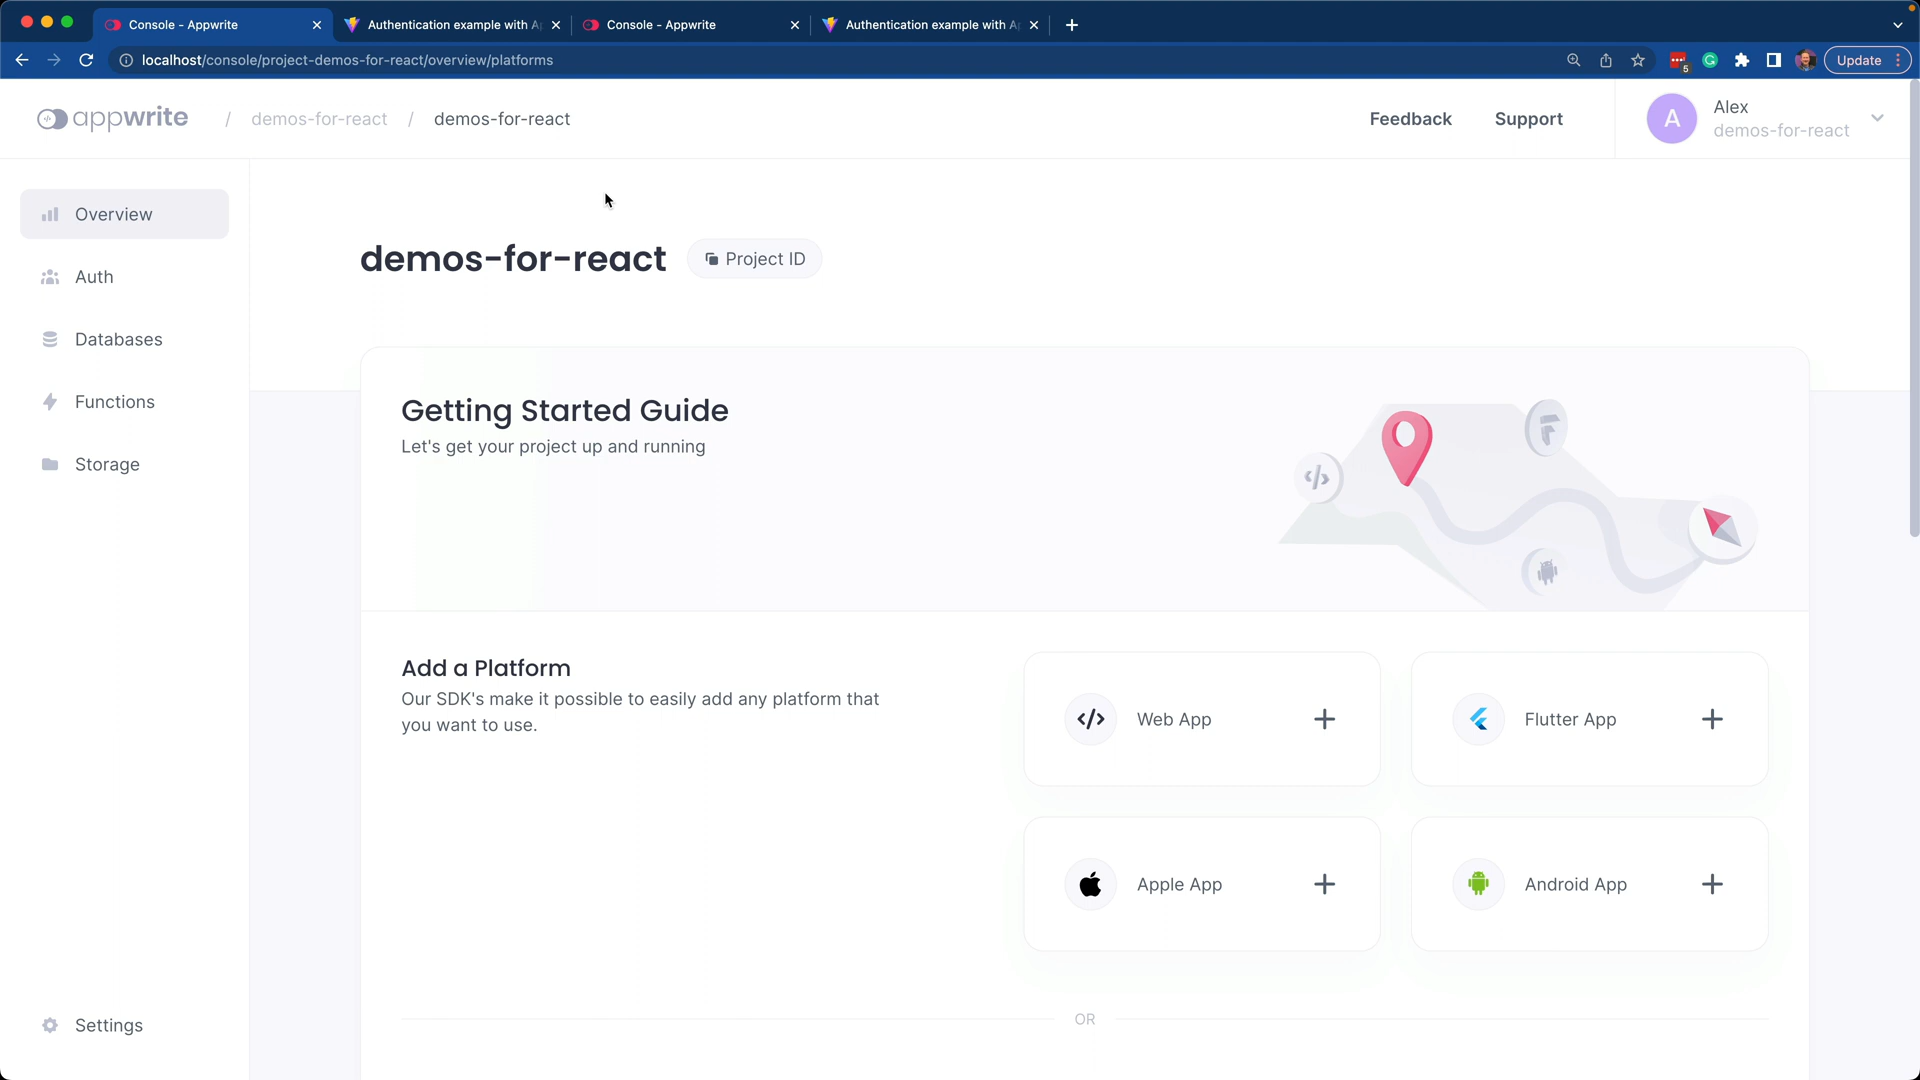 Console - Appwrite
Authentication example with A
Console - Appwrite
Authentication example with A
localhost/console/project-demos-for-react/overview/platforms
5
Update
appwrite / demos-for-react / demos-for-react
Feedback
Support
A
Alex
demos-for-react
Overview
Auth
Databases
Functions
Storage
Settings
demos-for-react
Project ID
Getting Started Guide
Let's get your project up and running
Add a Platform
Our SDK's make it possible to easily add any platform that
you want to use.
Web App
Flutter App
Apple App
Android App
OR